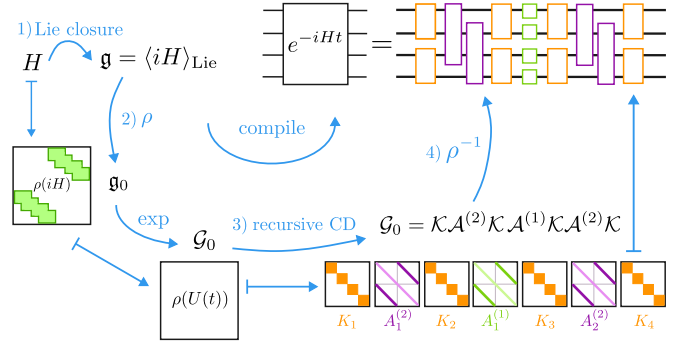 1) Lie closure
H
𝔤 = ⟨iH⟩_Lie
e^{-iHt}
=
2) ρ
compile
4) ρ^{-1}
ρ(iH)
𝔤_0
exp
𝒢_0
3) recursive CD
𝒢_0 = 𝒦𝒜^{(2)}𝒦𝒜^{(1)}𝒦𝒜^{(2)}𝒦
ρ(U(t))
K_1 A_1^{(2)} K_2 A_1^{(1)} K_3 A_2^{(2)} K_4